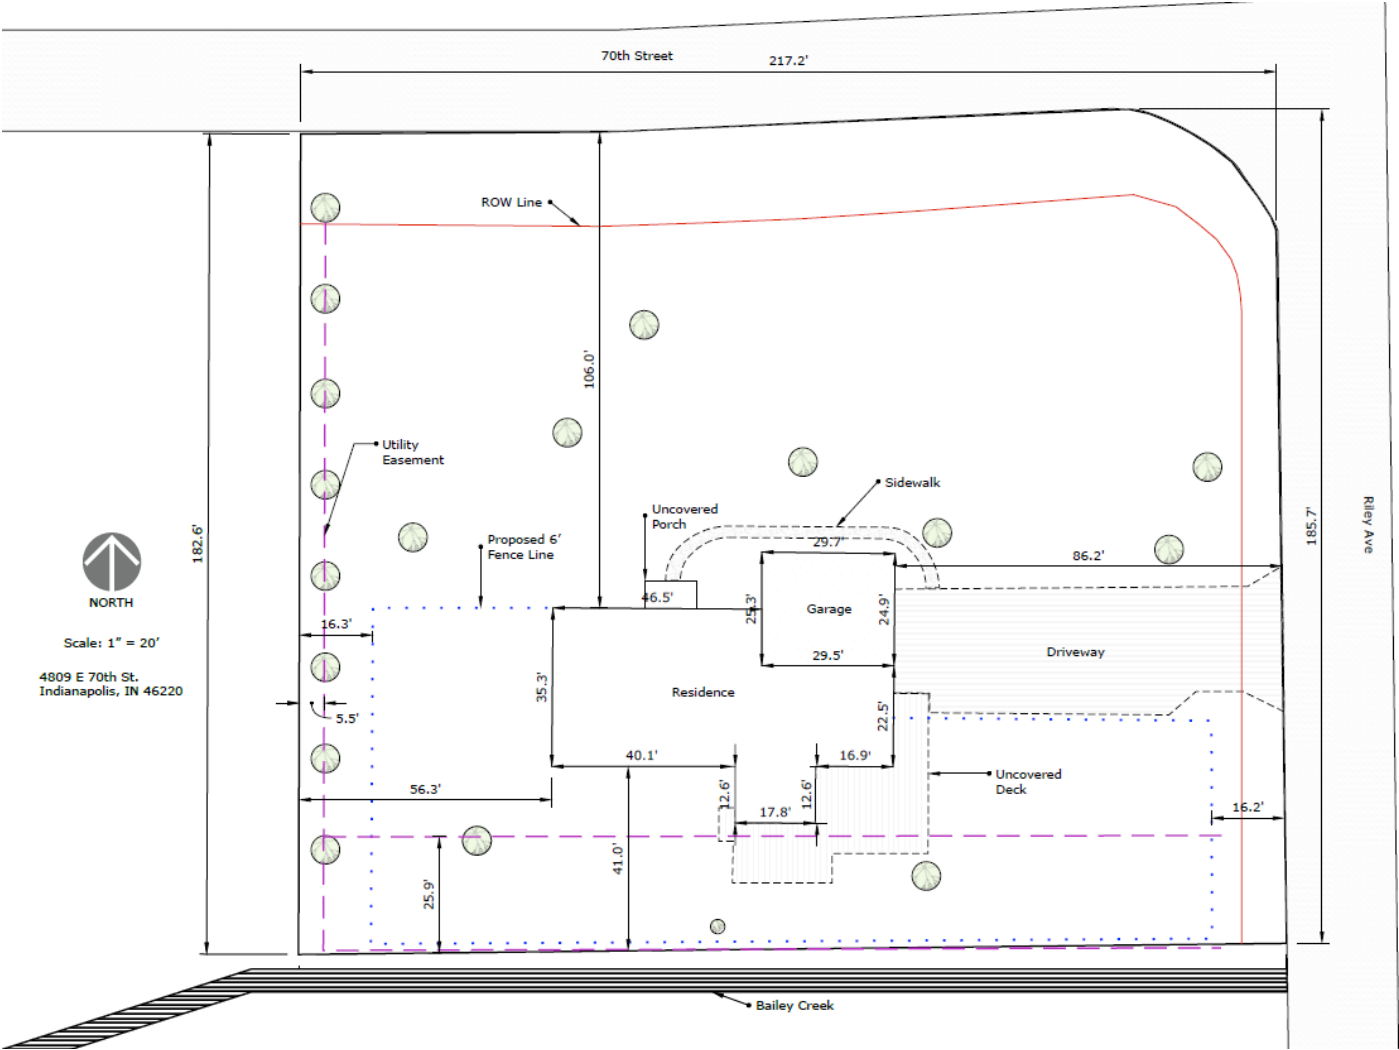 70th Street
217.2'
ROW Line
106.0'
Utility
Easement
182.6'
Sidewalk
Uncovered
Porch
Proposed 6'
Fence Line
29.7'
86.2'
185.7'
Riley Ave
NORTH
46.5'
25.3'
Garage
24.9'
16.3'
Scale: 1" = 20'
29.5'
Driveway
4809 E 70th St.
Indianapolis, IN 46220
35.3'
Residence
5.5'
22.5'
40.1'
16.9'
Uncovered
Deck
56.3'
12.6'
12.6'
17.8'
16.2'
41.0'
25.9'
Bailey Creek